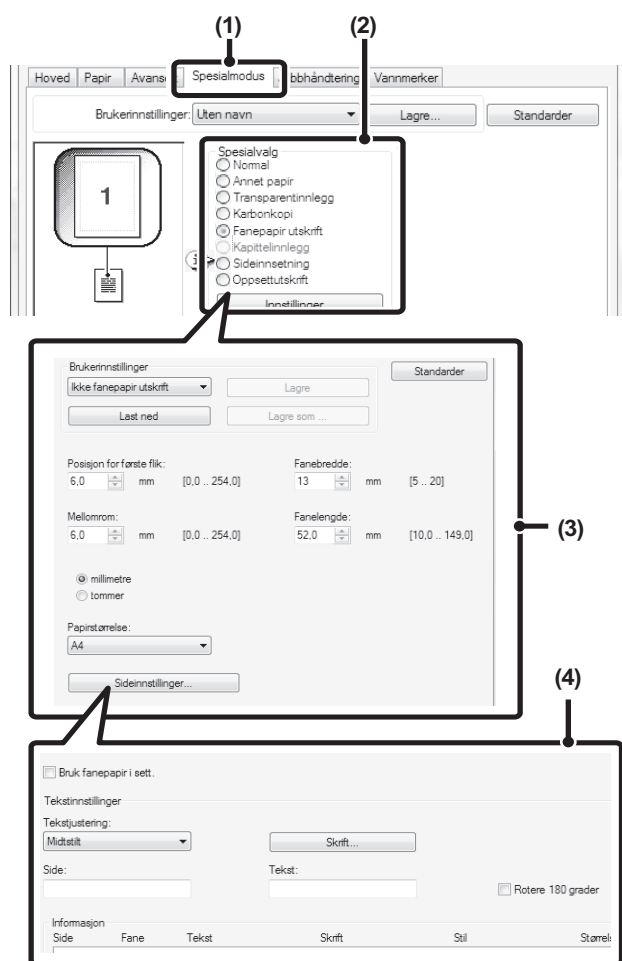 (1) (2)
Hoved Papir Spesialmodus Vannmerker
Brukerinnstillinger: Uten navn Lagre... Standarder
Spesialvalg
Normal
Annet papir
Transparentinnlegg
Karbonkopi
Fanepapir utskrift
Kapittelinnlegg
Sideinnsetning
Oppsettutskrift
Innstillinger
1
Brukerinnstillinger
Ikke fanepapir utskrift Lagre Standarder
Last ned Lagre som ...
Posisjon for første flik: Fanebredde:
6,0 mm [0,0 .. 254,0] 13 mm [5 .. 20]
Mellomrom: Fanelengde:
6,0 mm [0,0 .. 254,0] 52,0 mm [10,0 .. 149,0]
(3)
millimetre
tommer
Papirstørrelse:
A4
Sideinnstillinger...
(4)
Bruk fanepapir i sett.
Tekstinnstillinger
Tekstjustering:
Midtstilt Skrift...
Side: Tekst:
Rotere 180 grader
Informasjon
Side Fane Tekst Skrift Stil